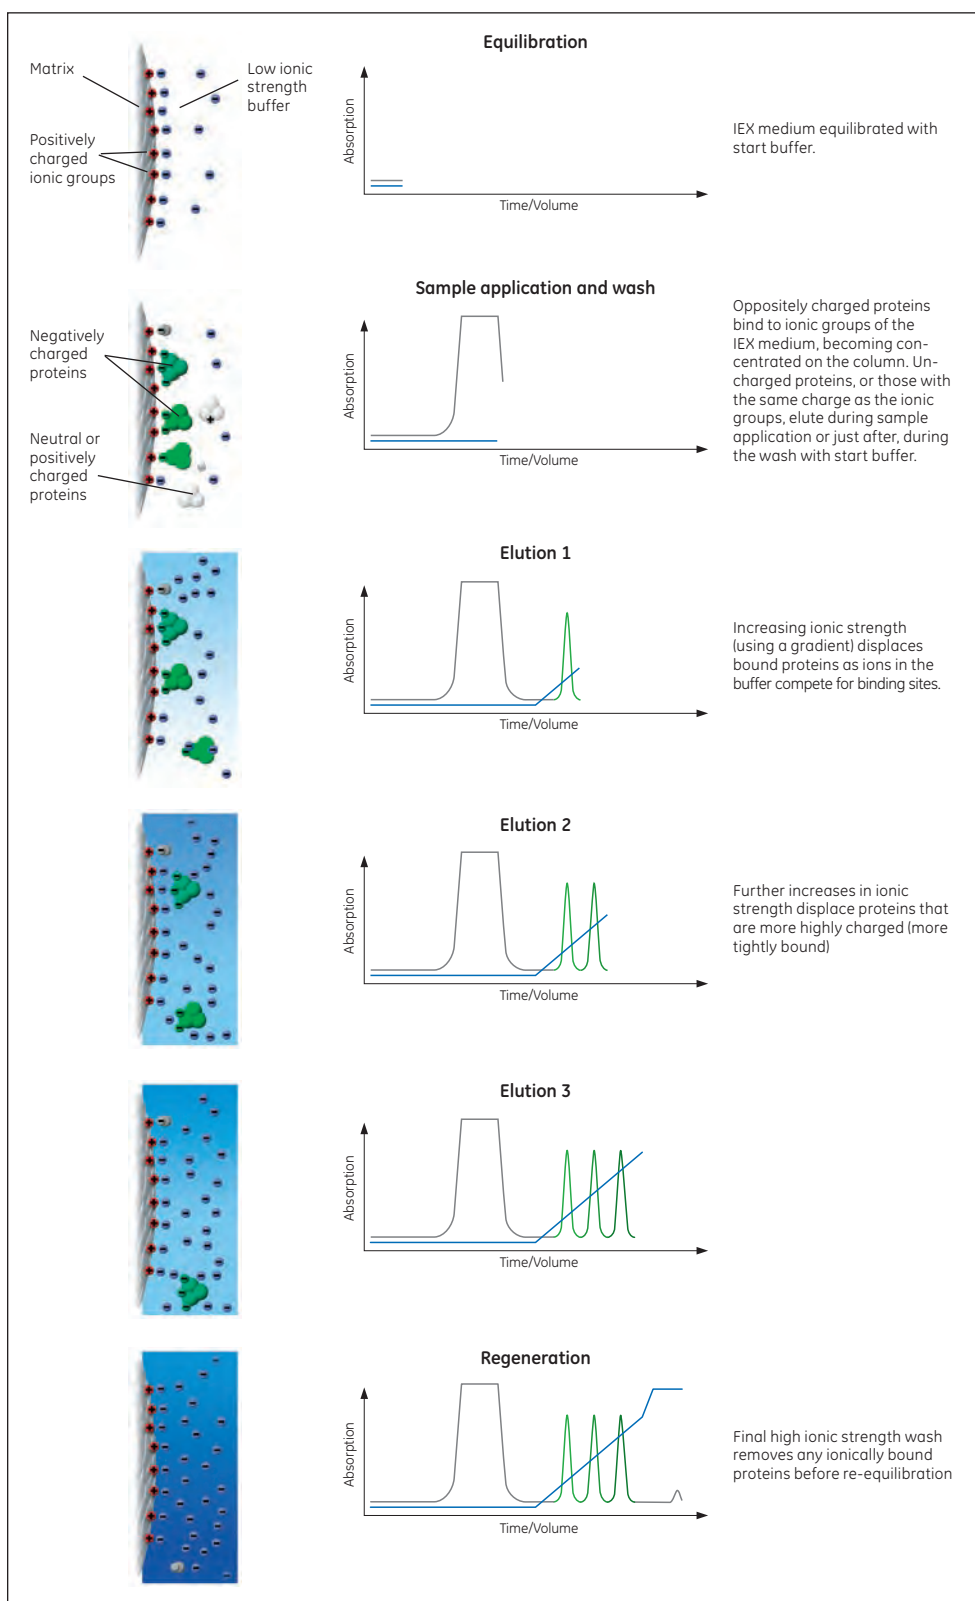 Equilibration
Matrix
Low ionic
strength
buffer
Positively
charged
ionic groups
Absorption
Time/Volume
IEX medium equilibrated with
start buffer.
Sample application and wash
Negatively
charged
proteins
Neutral or
positively
charged
proteins
Absorption
Time/Volume
Oppositely charged proteins
bind to ionic groups of the
IEX medium, becoming con-
centrated on the column. Un-
charged proteins, or those with
the same charge as the ionic
groups, elute during sample
application or just after, during
the wash with start buffer.
Elution 1
Absorption
Time/Volume
Increasing ionic strength
(using a gradient) displaces
bound proteins as ions in the
buffer compete for binding sites.
Elution 2
Absorption
Time/Volume
Further increases in ionic
strength displace proteins that
are more highly charged (more
tightly bound)
Elution 3
Absorption
Time/Volume
Regeneration
Absorption
Time/Volume
Final high ionic strength wash
removes any ionically bound
proteins before re-equilibration